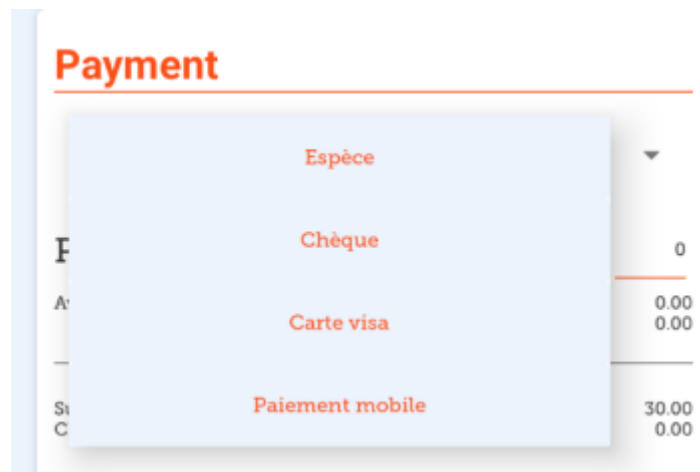 Payment
Espèce
Chèque
0
0.00
Carte visa
0.00
Paiement mobile
30.00
0.00